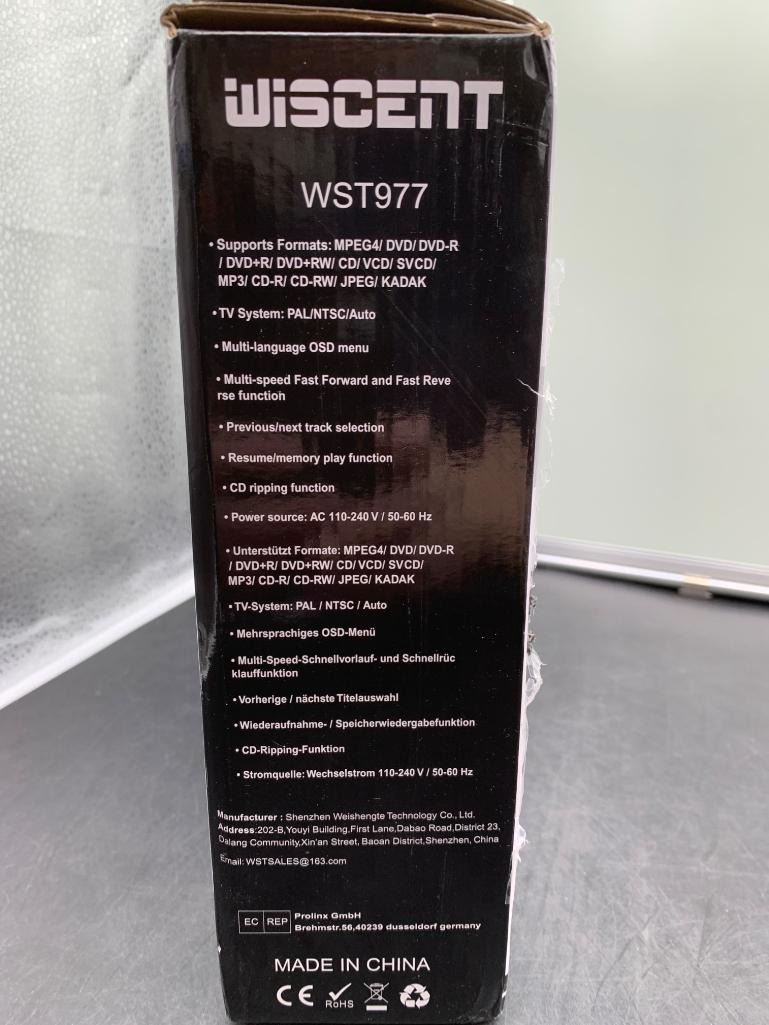 WISCENT
WST977
• Supports Formats: MPEG4/ DVD/ DVD-R
/ DVD+R/ DVD+RW/ CD/ VCD/ SVCD/
MP3/ CD-R/ CD-RW/ JPEG/ KADAK
• TV System: PAL/NTSC/Auto
• Multi-language OSD menu
• Multi-speed Fast Forward and Fast Reve
rse function
• Previous/next track selection
• Resume/memory play function
• CD ripping function
• Power source: AC 110-240 V / 50-60 Hz
• Unterstützt Formate: MPEG4/ DVD/ DVD-R
/ DVD+R/ DVD+RW/ CD/ VCD/ SVCD/
MP3/ CD-R/ CD-RW/ JPEG/ KADAK
• TV-System: PAL / NTSC / Auto
• Mehrsprachiges OSD-Menü
• Multi-Speed-Schnellvorlauf- und Schnellrüc
klauffunktion
• Vorherige / nächste Titelauswahl
• Wiederaufnahme- / Speicherwiedergabefunktion
• CD-Ripping-Funktion
• Stromquelle: Wechselstrom 110-240 V / 50-60 Hz
Manufacturer : Shenzhen Weishengte Technology Co., Ltd.
Address:202-B,Youyi Building,First Lane,Dabao Road,District 23,
Dalang Community,Xin'an Street, Baoan District,Shenzhen, China
Email: WSTSALES@163.com
EC REP Prolinx GmbH
Brehmstr.56,40239 dusseldorf germany
MADE IN CHINA
CE RoHS